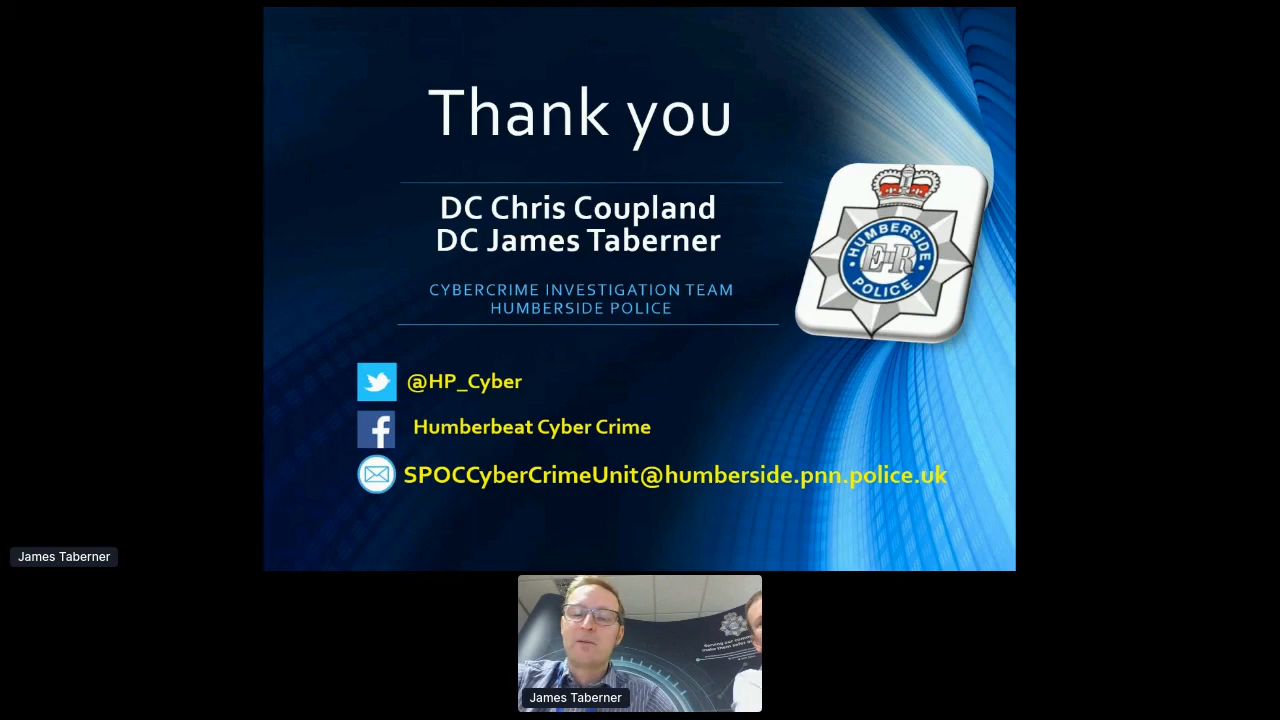 Thank you
DC Chris Coupland
DC James Taberner
CYBERCRIME INVESTIGATION TEAM
HUMBERSIDE POLICE
HUMBERSIDE
E II R
POLICE
@HP_Cyber
Humberbeat Cyber Crime
SPOCCyberCrimeUnit@humberside.pnn.police.uk
James Taberner
James Taberner